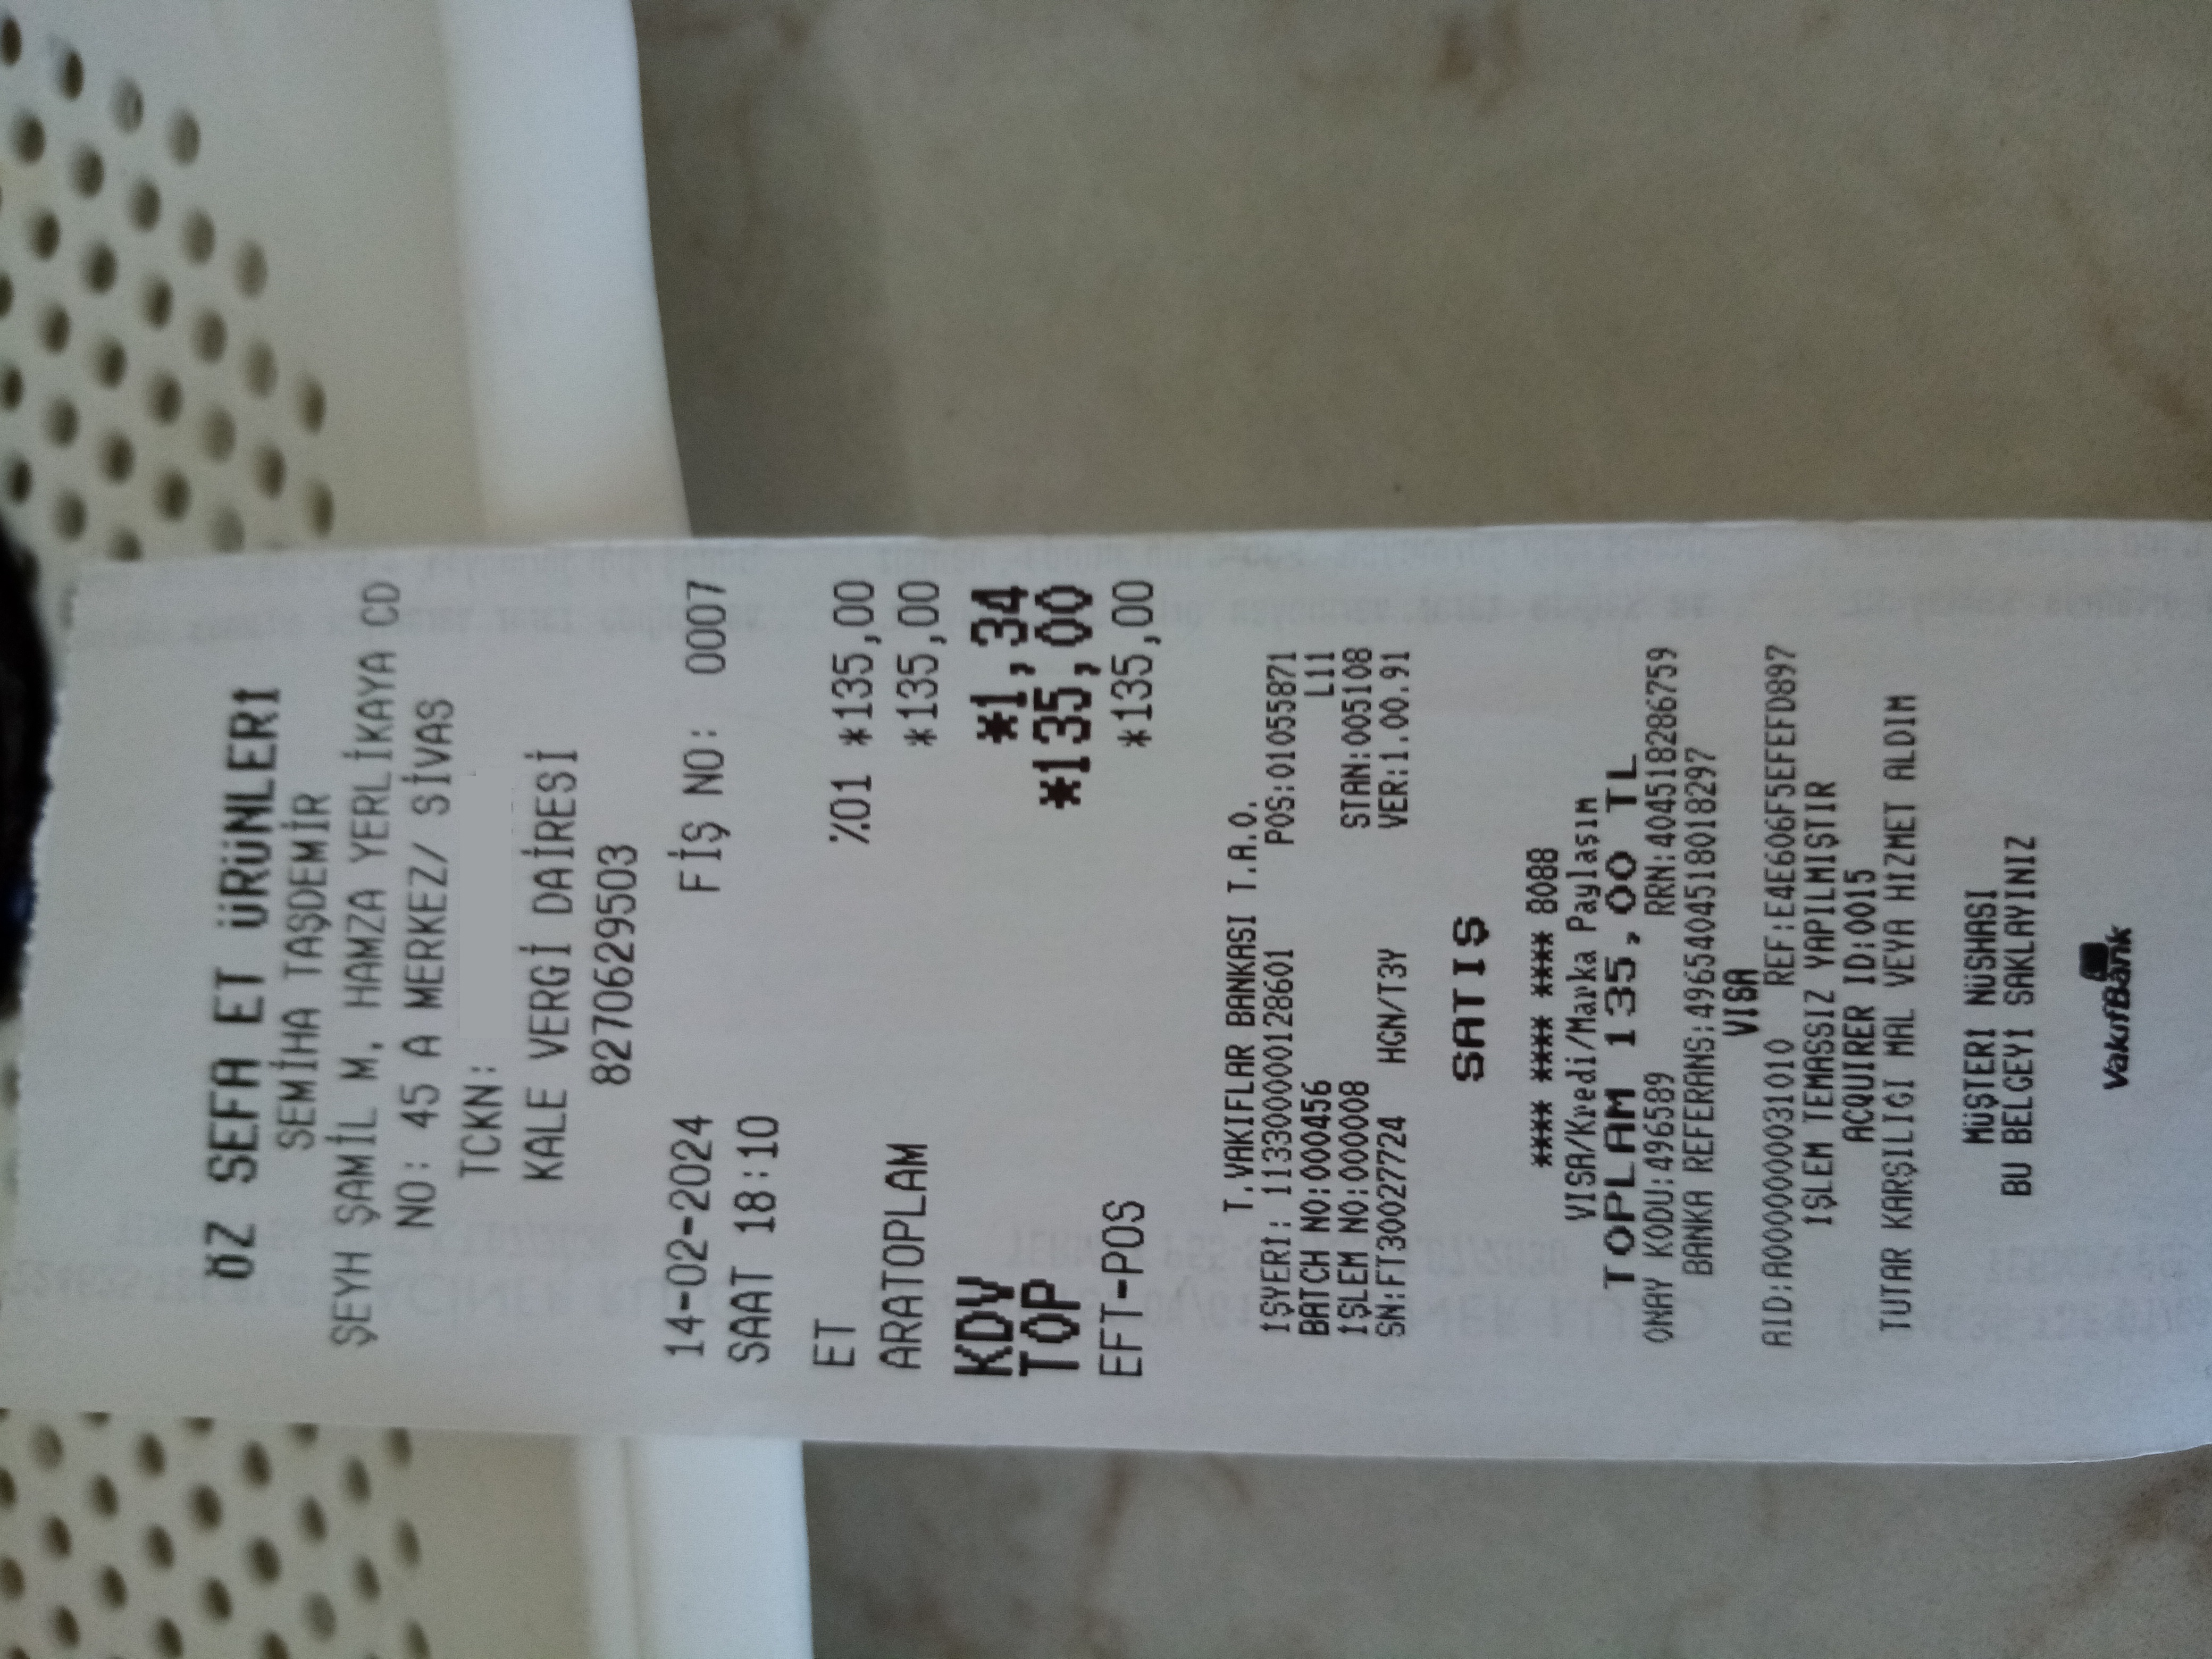 ÖZ SEFA ET ÜRÜNLERİ
SEMİHA TAŞDEMİR
ŞEYH ŞAMİL M. HAMZA YERLİKAYA CD
NO: 45 A MERKEZ/ SİVAS
TCKN:
KALE VERGİ DAİRESİ
8270629503
14-02-2024 FİŞ NO: 0007
SAAT 18:10
ET %01 *135,00
ARATOPLAM *135,00
KDV *1,34
TOP *135,00
EFT-POS *135,00
T.VAKIFLAR BANKASI T.A.O.
İŞYERİ: 113300000128601 POS:01055871
BATCH NO:000456 L11
İŞLEM NO:000008 STAN:005108
SN:FT30027724 HGN/T3Y VER:1.00.91
SATIŞ
**** **** **** 8088
VISA/Kredi/Marka Paylaşım
TOPLAM 135,00 TL
ONAY KODU:496589 RRN:404518286759
BANKA REFERANS:4965404518018297
VISA
AID:A0000000031010 REF:E4E606F5EFEFD897
İŞLEM TEMASSIZ YAPILMIŞTIR
ACQUIRER ID:0015
TUTAR KARŞILIĞI MAL VEYA HİZMET ALDIM
MÜŞTERİ NÜSHASI
BU BELGEYİ SAKLAYINIZ
VakıfBank